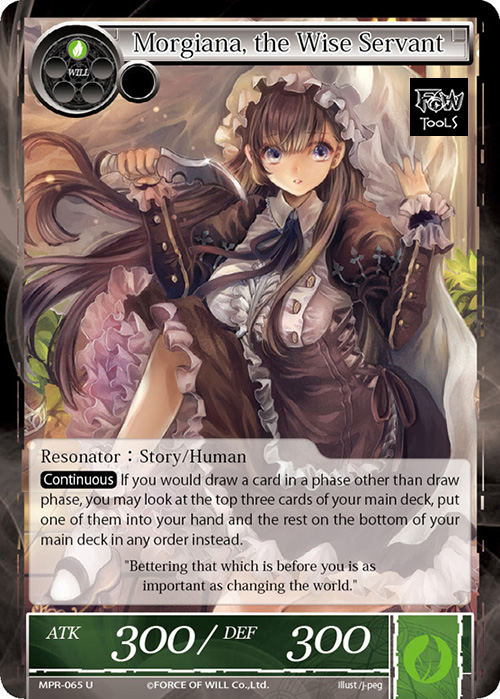 Morgiana, the Wise Servant
WILL
FOW
TOOLS
Resonator : Story/Human
Continuous If you would draw a card in a phase other than draw
phase, you may look at the top three cards of your main deck, put
one of them into your hand and the rest on the bottom of your
main deck in any order instead.
"Bettering that which is before you is as
important as changing the world."
ATK 300/ DEF 300
MPR-065 U ©FORCE OF WILL Co.,Ltd. Illust/j-peg